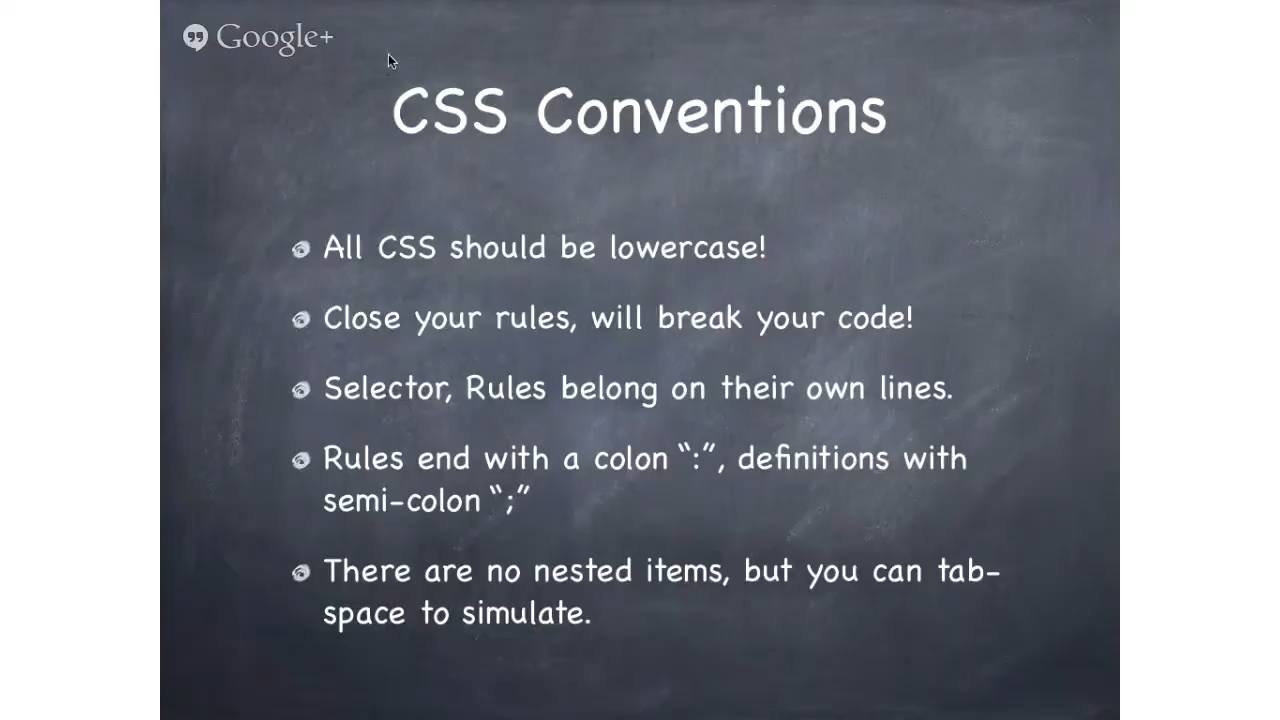 Google+
CSS Conventions
All CSS should be lowercase!
Close your rules, will break your code!
Selector, Rules belong on their own lines.
Rules end with a colon “:”, definitions with
semi-colon “;”
There are no nested items, but you can tab-
space to simulate.